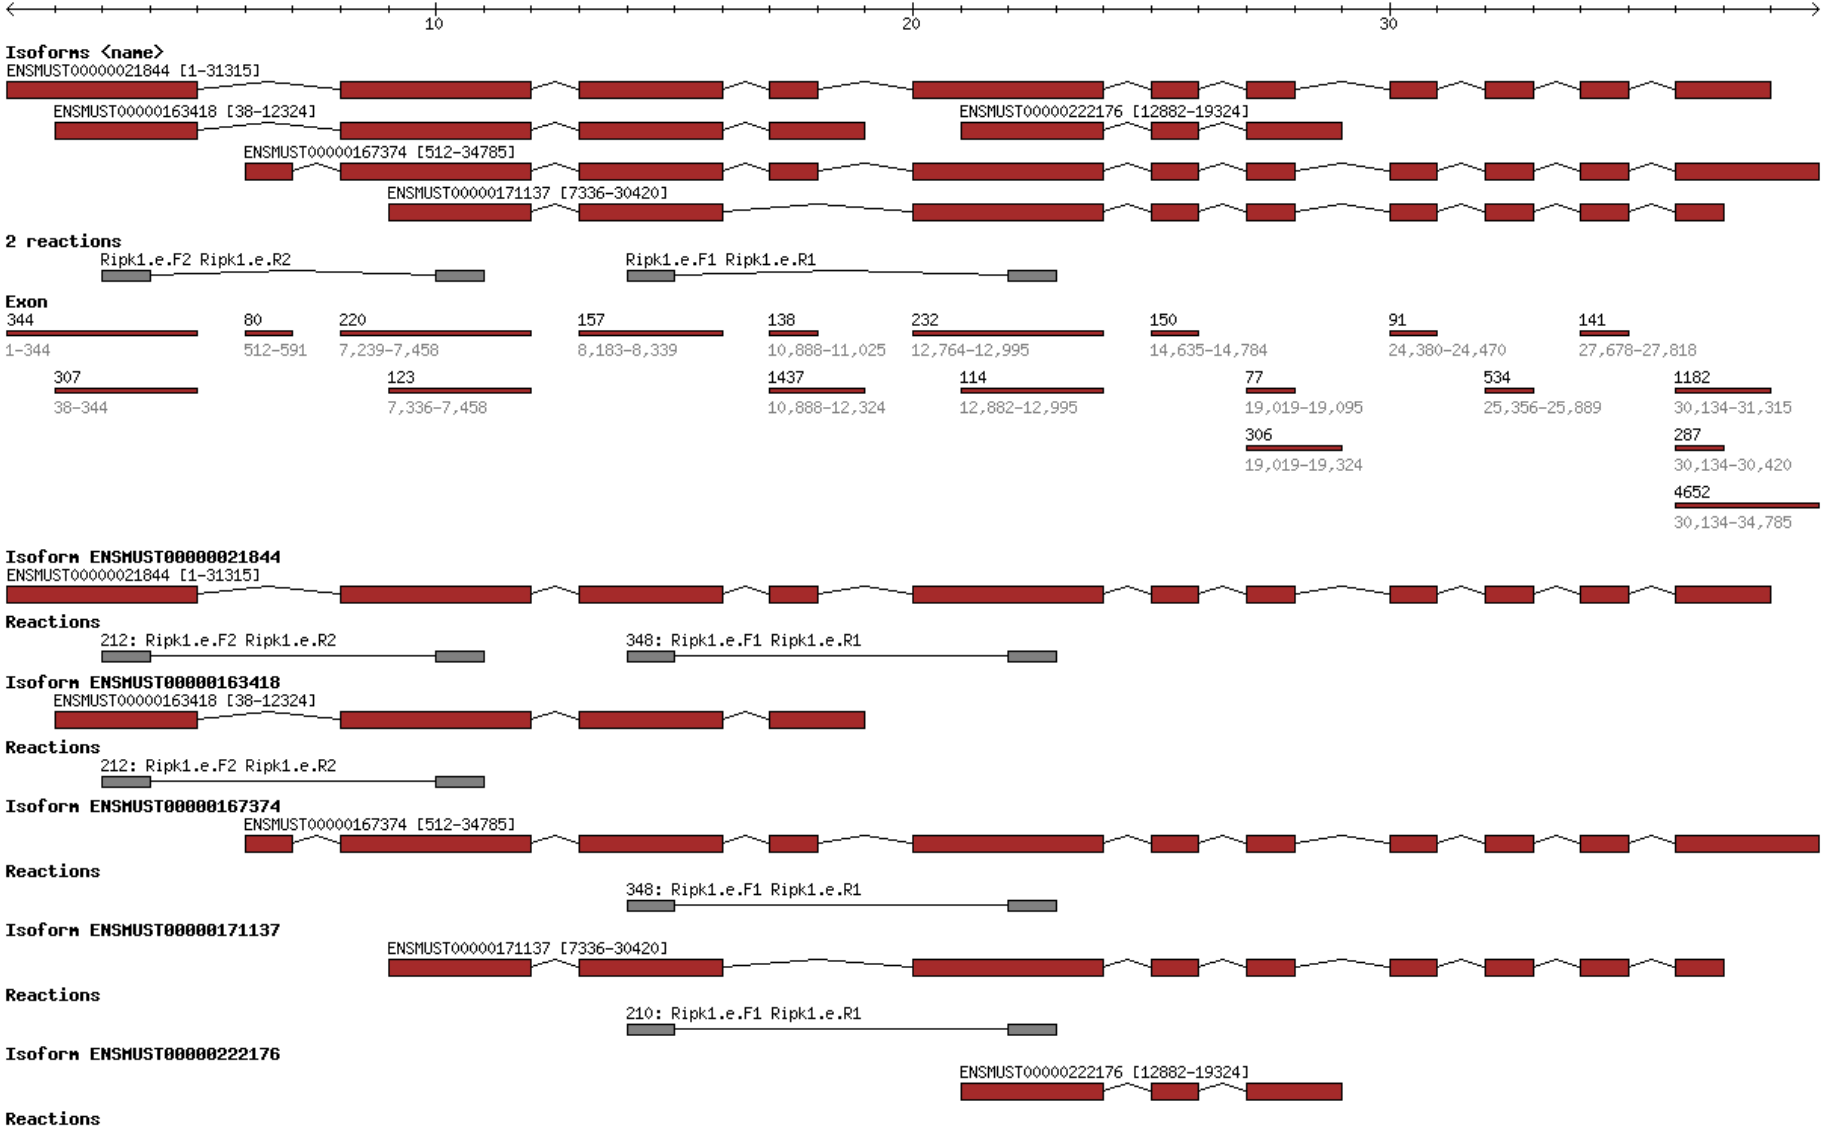 10 20 30
Isoforms <name>
ENSMUST00000021844 [1-31315]
ENSMUST00000163418 [38-12324] ENSMUST00000222176 [12882-19324]
ENSMUST00000167374 [512-34785]
ENSMUST00000171137 [7336-30420]
2 reactions
Ripk1.e.F2 Ripk1.e.R2 Ripk1.e.F1 Ripk1.e.R1
Exon
344 80 220 157 138 232 150 91 141
1-344 512-591 7,239-7,458 8,183-8,339 10,888-11,025 12,764-12,995 14,635-14,784 24,380-24,470 27,678-27,818
307 123 1437 114 77 534 1182
38-344 7,336-7,458 10,888-12,324 12,882-12,995 19,019-19,095 25,356-25,889 30,134-31,315
306 287
19,019-19,324 30,134-30,420
4652
30,134-34,785
Isoform ENSMUST00000021844
ENSMUST00000021844 [1-31315]
Reactions
212: Ripk1.e.F2 Ripk1.e.R2 348: Ripk1.e.F1 Ripk1.e.R1
Isoform ENSMUST00000163418
ENSMUST00000163418 [38-12324]
Reactions
212: Ripk1.e.F2 Ripk1.e.R2
Isoform ENSMUST00000167374
ENSMUST00000167374 [512-34785]
Reactions
348: Ripk1.e.F1 Ripk1.e.R1
Isoform ENSMUST00000171137
ENSMUST00000171137 [7336-30420]
Reactions
210: Ripk1.e.F1 Ripk1.e.R1
Isoform ENSMUST00000222176
ENSMUST00000222176 [12882-19324]
Reactions